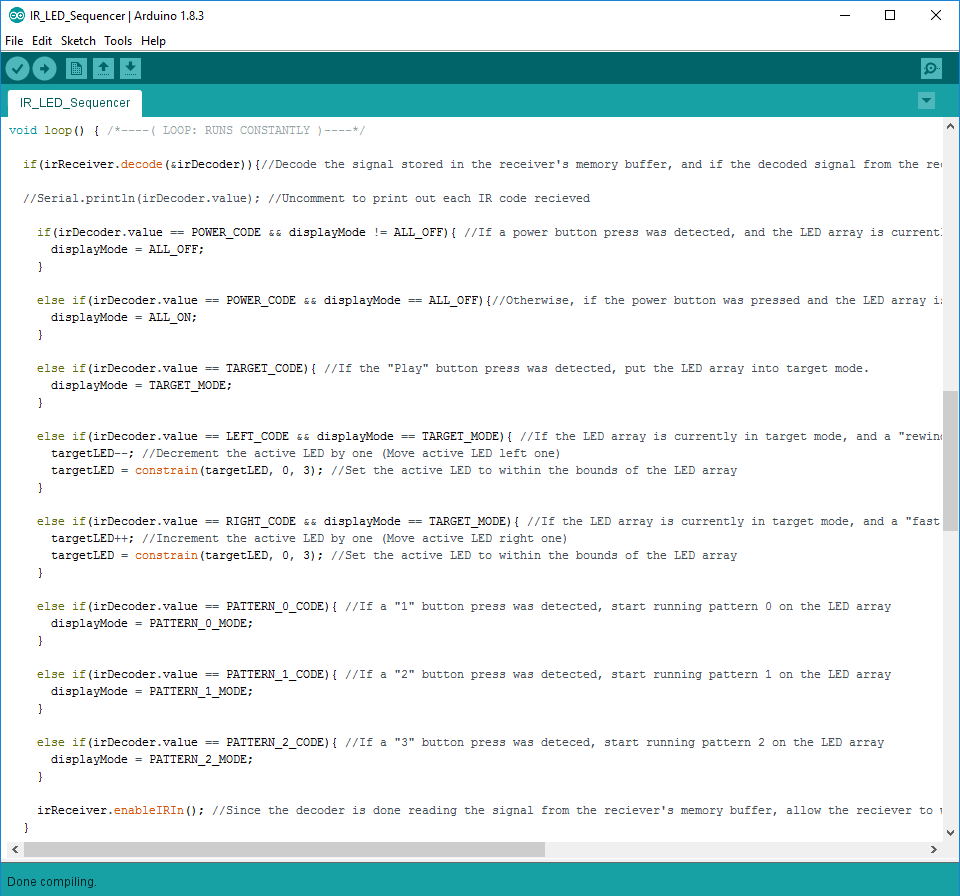 IR_LED_Sequencer | Arduino 1.8.3
File Edit Sketch Tools Help
IR_LED_Sequencer
void loop() { /*----( LOOP: RUNS CONSTANTLY )----*/
if(irReceiver.decode(&irDecoder)){//Decode the signal stored in the receiver's memory buffer, and if the decoded signal from the
//Serial.println(irDecoder.value); //Uncomment to print out each IR code recieved
if(irDecoder.value == POWER_CODE && displayMode != ALL_OFF){ //If a power button press was detected, and the LED array is
displayMode = ALL_OFF;
}
else if(irDecoder.value == POWER_CODE && displayMode == ALL_OFF){//Otherwise, if the power button was pressed and the LED array
displayMode = ALL_ON;
}
else if(irDecoder.value == TARGET_CODE){ //If the "Play" button press was detected, put the LED array into target mode.
displayMode = TARGET_MODE;
}
else if(irDecoder.value == LEFT_CODE && displayMode == TARGET_MODE){ //If the LED array is currently in target mode, and a
targetLED--; //Decrement the active LED by one (Move active LED left one)
targetLED = constrain(targetLED, 0, 3); //Set the active LED to within the bounds of the LED array
}
else if(irDecoder.value == RIGHT_CODE && displayMode == TARGET_MODE){ //If the LED array is currently in target mode, and a "fast
targetLED++; //Increment the active LED by one (Move active LED right one)
targetLED = constrain(targetLED, 0, 3); //Set the active LED to within the bounds of the LED array
}
else if(irDecoder.value == PATTERN_0_CODE){ //If a "1" button press was detected, start running pattern 0 on the LED array
displayMode = PATTERN_0_MODE;
}
else if(irDecoder.value == PATTERN_1_CODE){ //If a "2" button press was detected, start running pattern 1 on the LED array
displayMode = PATTERN_1_MODE;
}
else if(irDecoder.value == PATTERN_2_CODE){ //If a "3" button press was deteced, start running pattern 2 on the LED array
displayMode = PATTERN_2_MODE;
}
irReceiver.enableIRIn(); //Since the decoder is done reading the signal from the reciever's memory buffer, allow the reciever to
}
Done compiling.